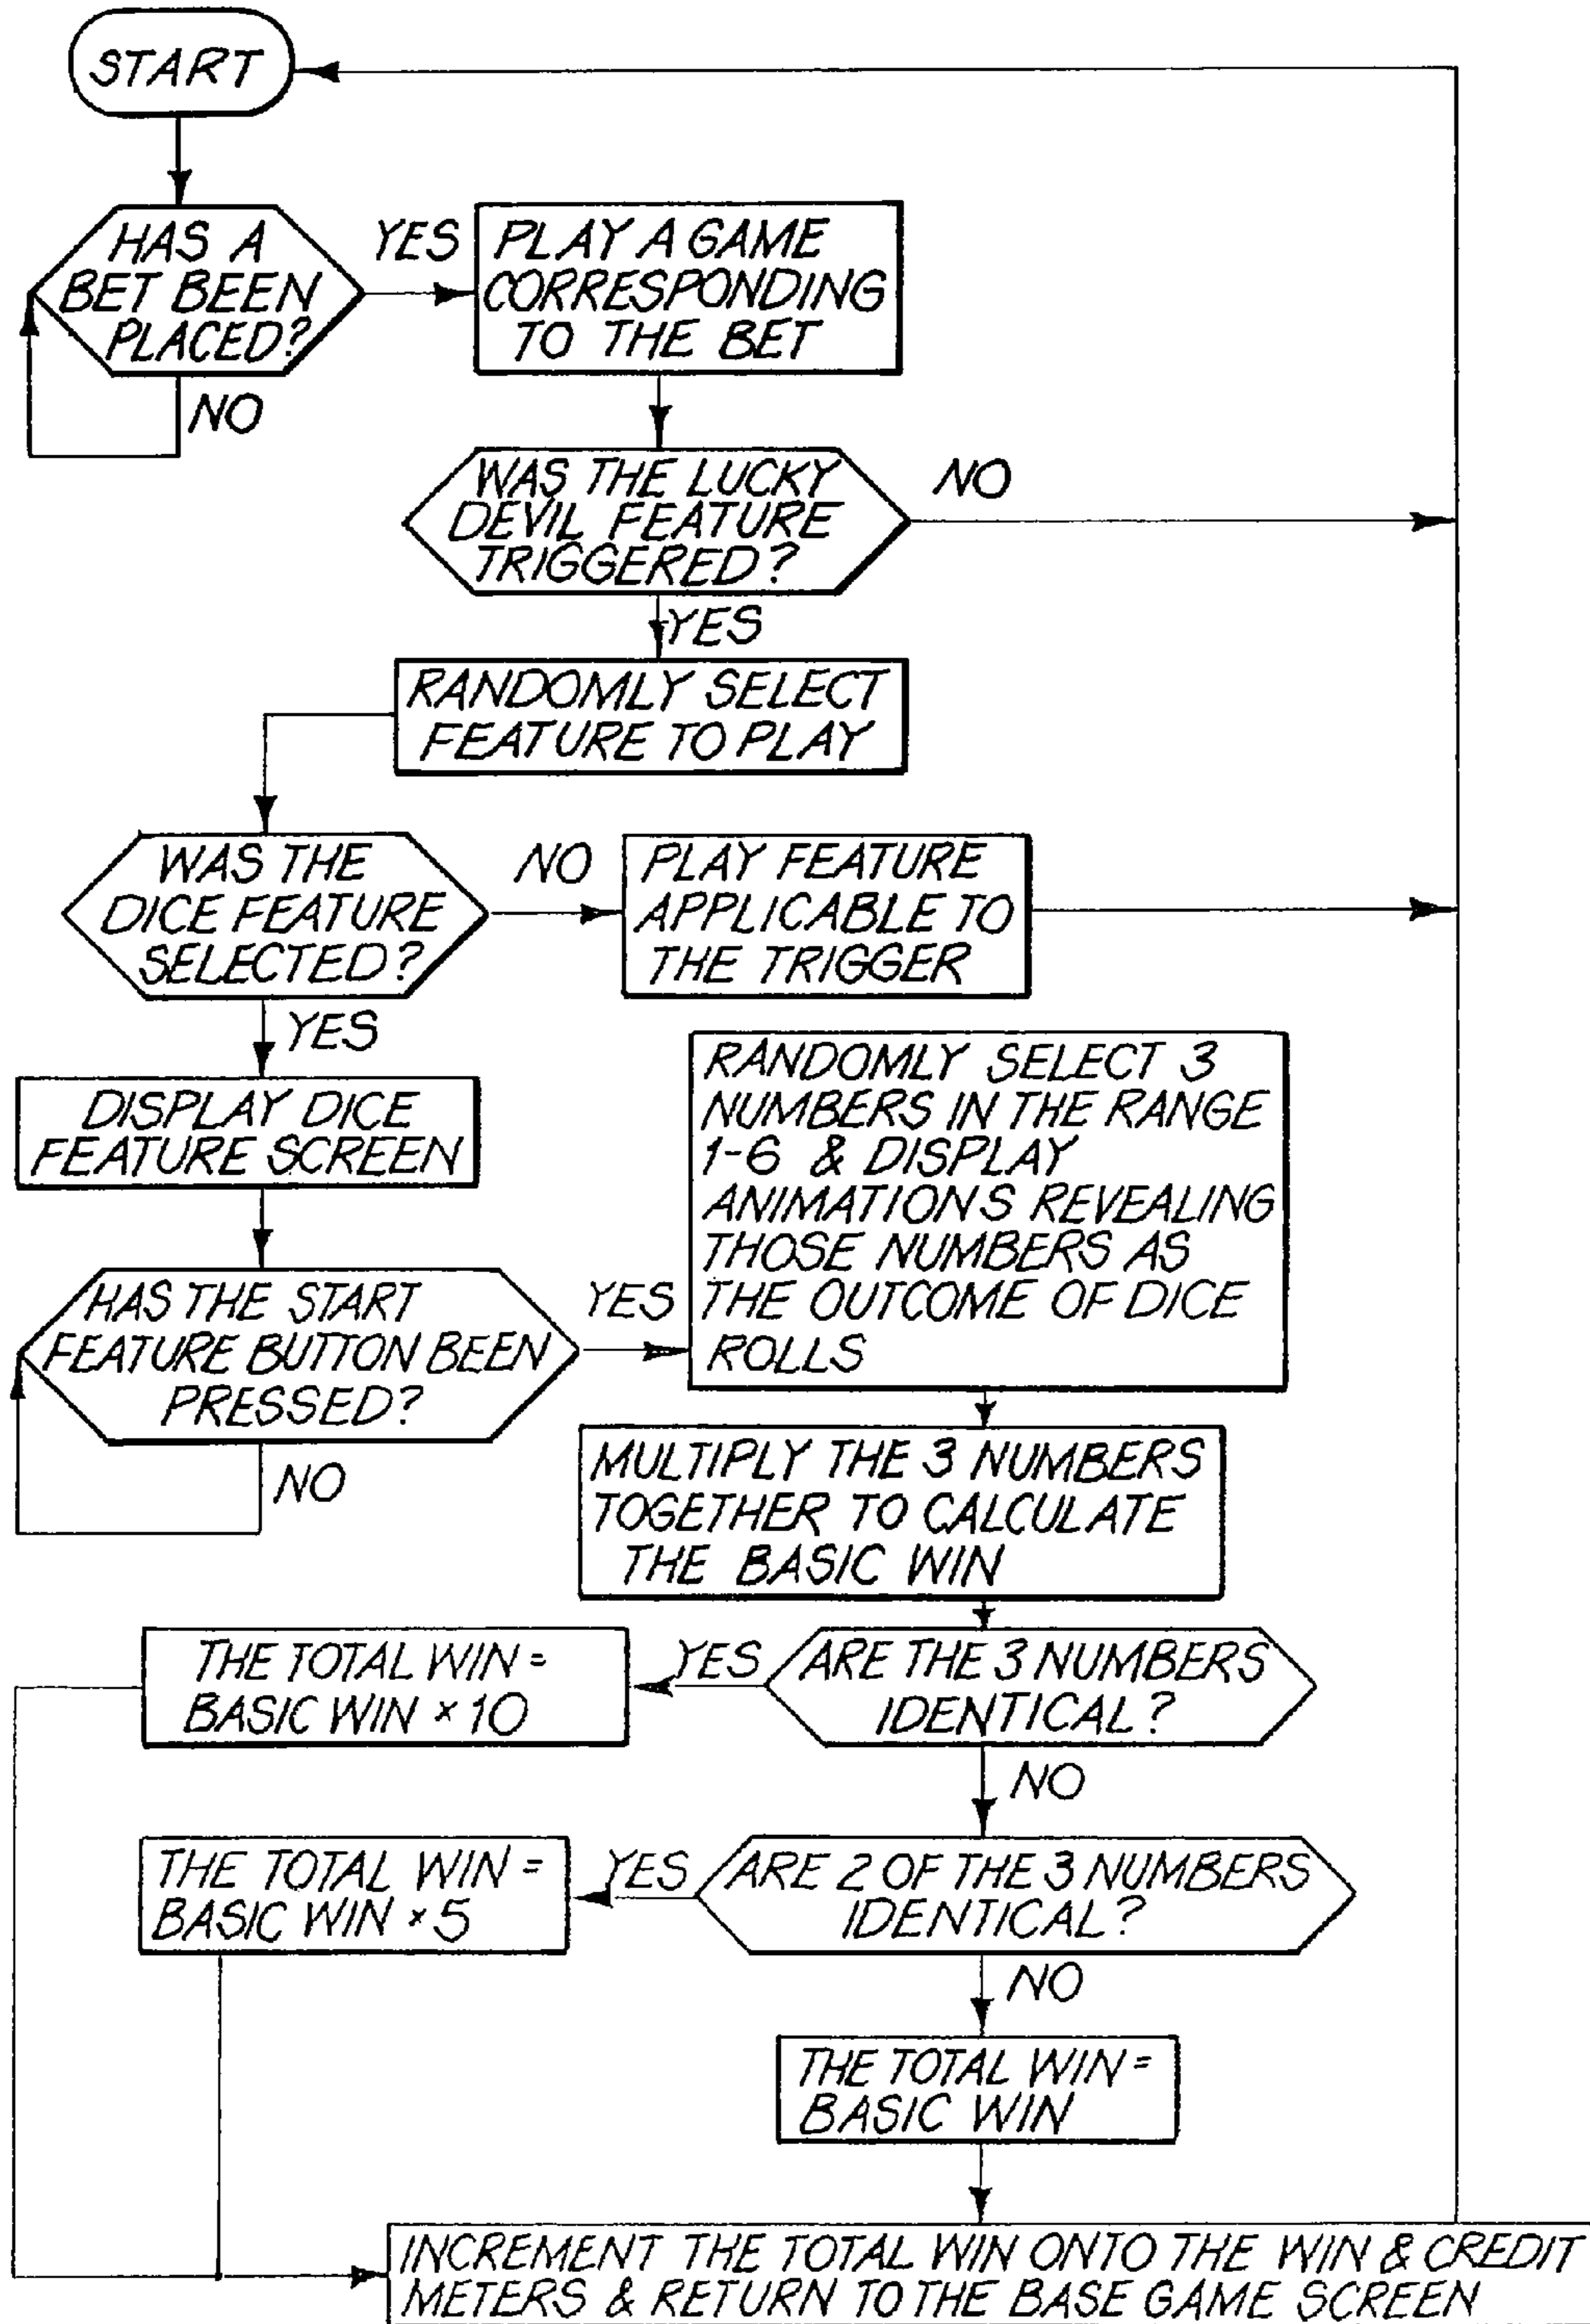 START
HAS A
BET BEEN
PLACED?
YES
NO
PLAY A GAME
CORRESPONDING
TO THE BET
WAS THE LUCKY
DEVIL FEATURE
TRIGGERED?
NO
YES
RANDOMLY SELECT
FEATURE TO PLAY
WAS THE
DICE FEATURE
SELECTED?
NO
PLAY FEATURE
APPLICABLE TO
THE TRIGGER
YES
DISPLAY DICE
FEATURE SCREEN
HAS THE START
FEATURE BUTTON BEEN
PRESSED?
YES
NO
RANDOMLY SELECT 3
NUMBERS IN THE RANGE
1-6 & DISPLAY
ANIMATIONS REVEALING
THOSE NUMBERS AS
THE OUTCOME OF DICE
ROLLS
MULTIPLY THE 3 NUMBERS
TOGETHER TO CALCULATE
THE BASIC WIN
ARE THE 3 NUMBERS
IDENTICAL?
YES
THE TOTAL WIN =
BASIC WIN × 10
NO
ARE 2 OF THE 3 NUMBERS
IDENTICAL?
YES
THE TOTAL WIN =
BASIC WIN × 5
NO
THE TOTAL WIN =
BASIC WIN
INCREMENT THE TOTAL WIN ONTO THE WIN & CREDIT
METERS & RETURN TO THE BASE GAME SCREEN